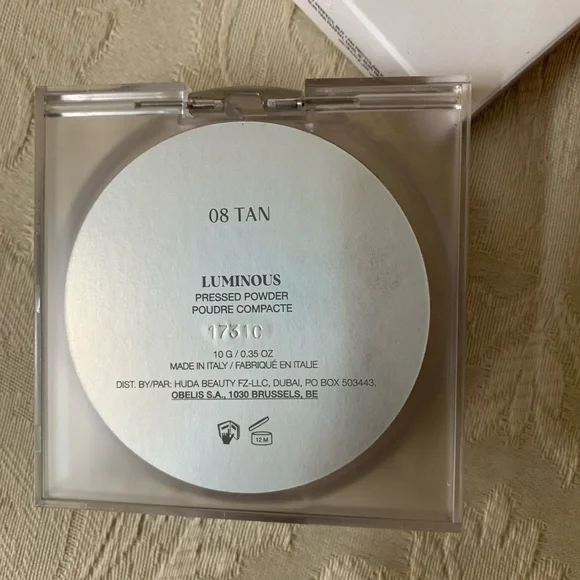 08 TAN
LUMINOUS
PRESSED POWDER
POUDRE COMPACTE
1731C
10 G / 0.35 OZ
MADE IN ITALY / FABRIQUÉ EN ITALIE
DIST. BY/PAR: HUDA BEAUTY FZ-LLC, DUBAI, PO BOX 503443,
OBELIS S.A., 1030 BRUSSELS, BE
12 M